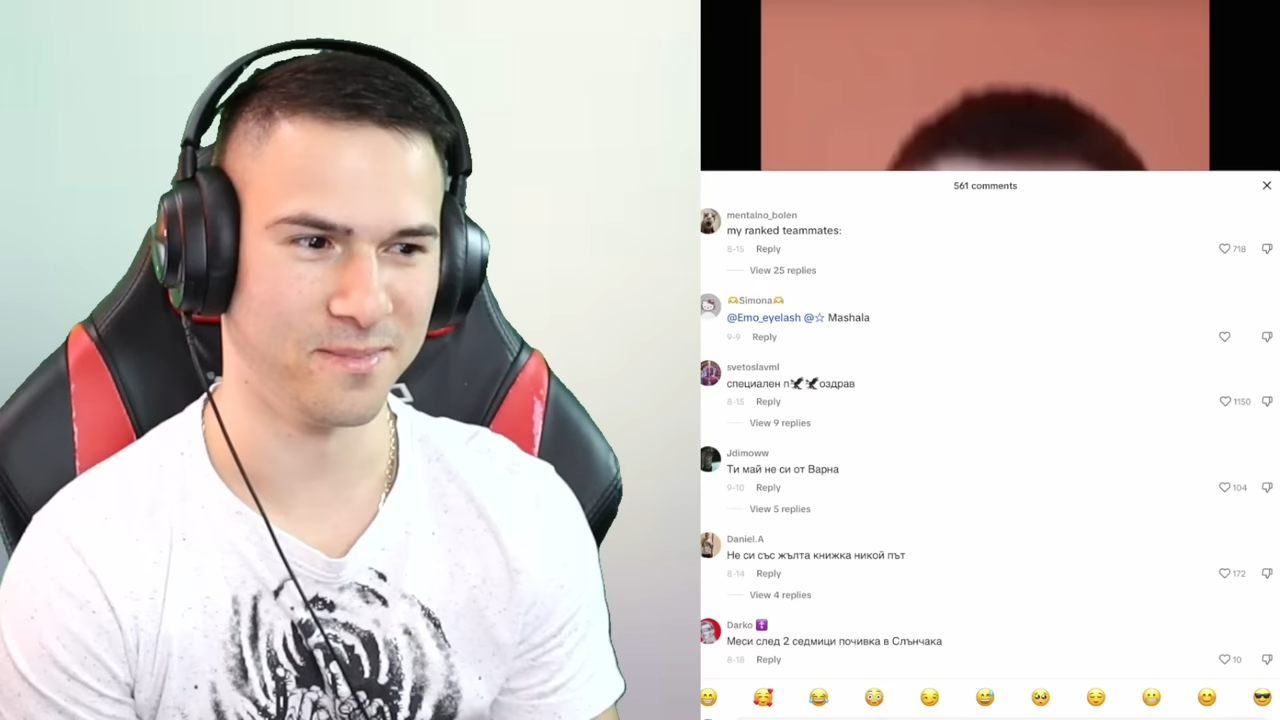 561 comments
mentalno_bolen
my ranked teammates:
8-15 Reply
718
View 25 replies
🫶Simona🫶
@Emo_eyelash @☆ Mashala
9-9 Reply
svetoslavml
специален п🦅🦅оздрав
8-15 Reply
1150
View 9 replies
Jdimoww
Ти май не си от Варна
9-10 Reply
104
View 5 replies
Daniel.A
Не си със жълта книжка никой път
8-14 Reply
172
View 4 replies
Darko ✝️
Меси след 2 седмици почивка в Слънчака
8-18 Reply
10